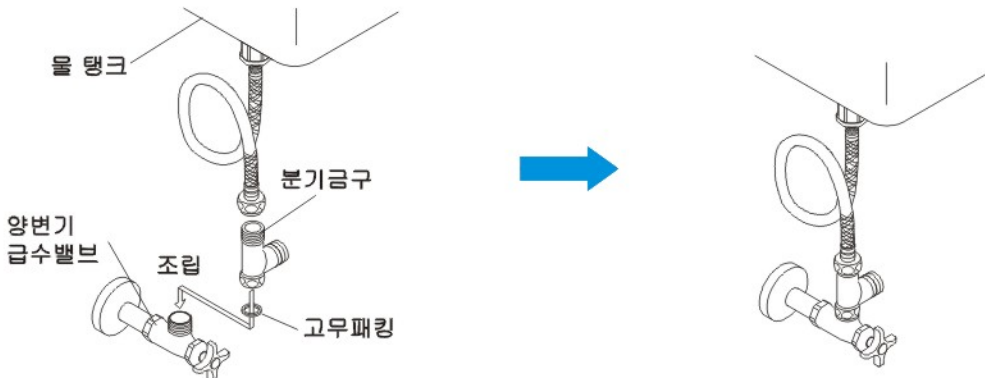 물 탱크
분기금구
양변기
급수밸브
조립
고무패킹